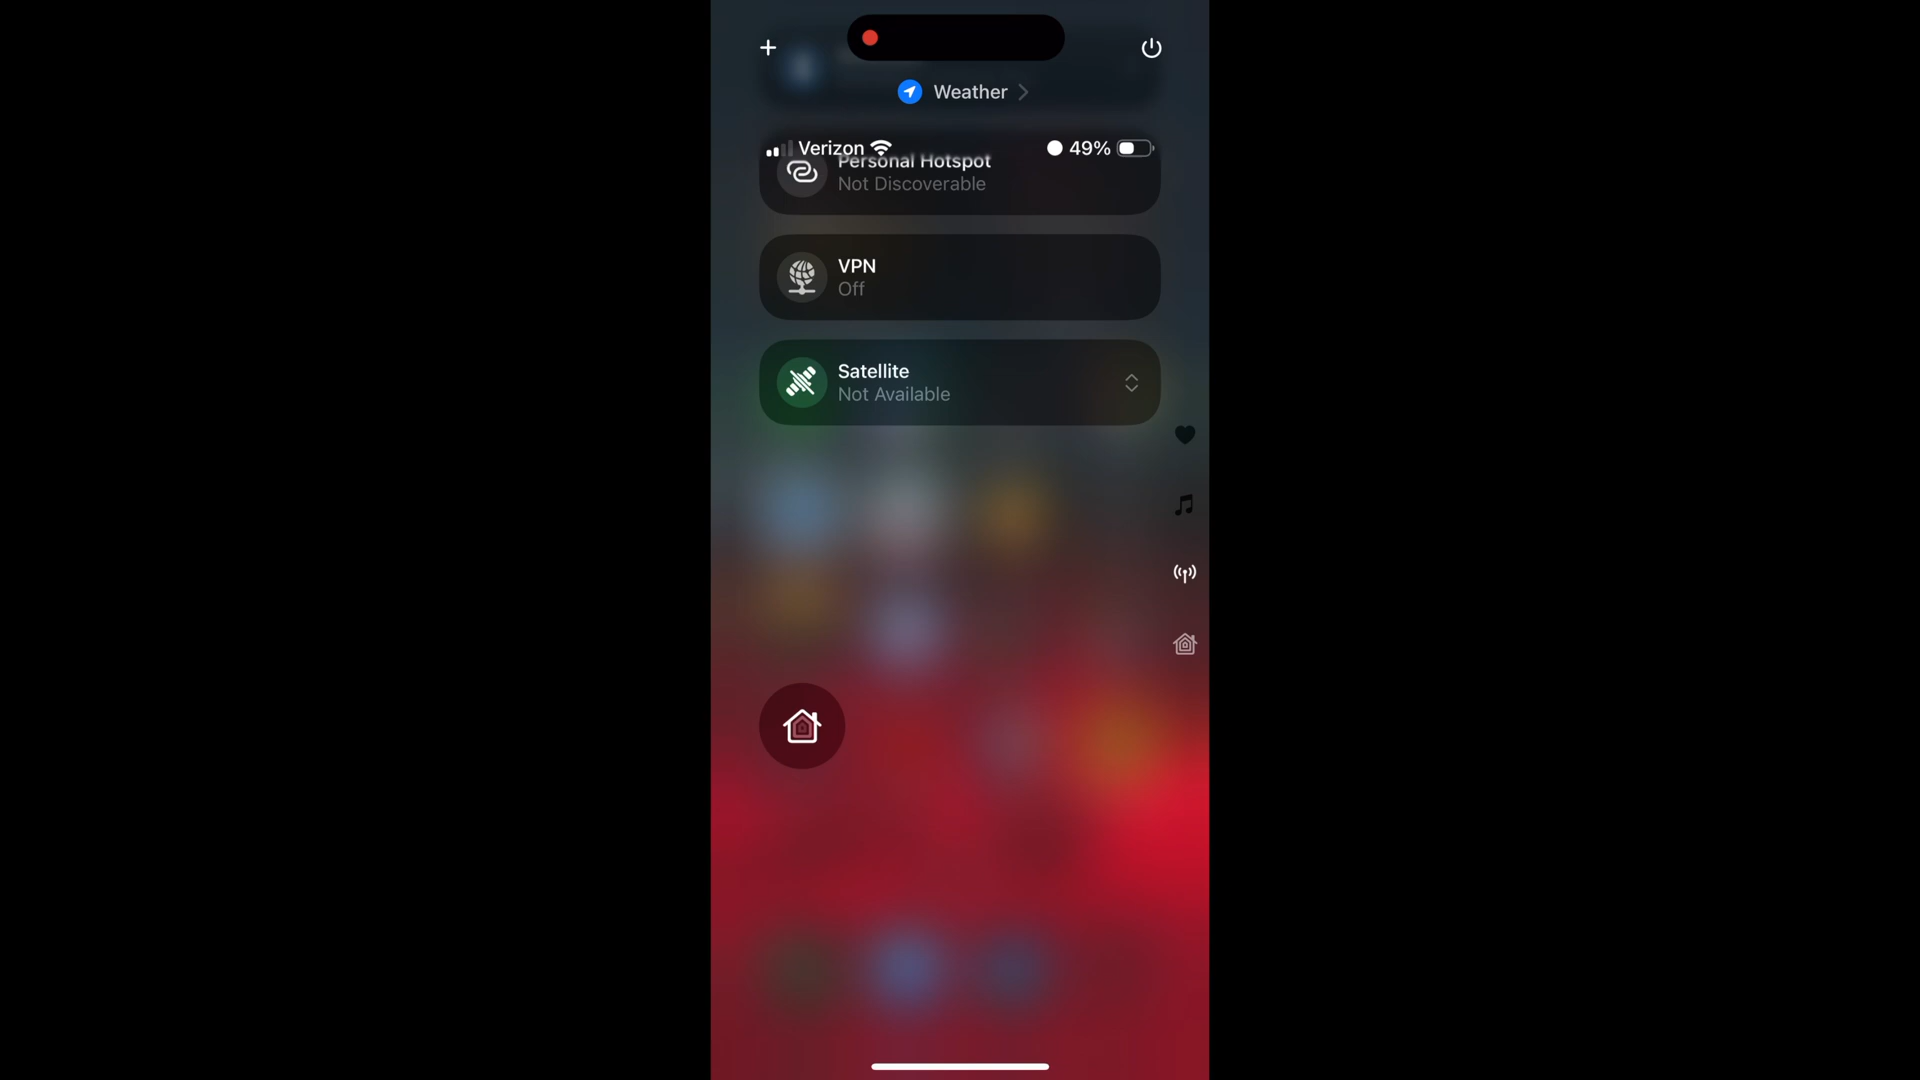 Weather
Verizon 49%
Personal Hotspot
Not Discoverable
VPN
Off
Satellite
Not Available